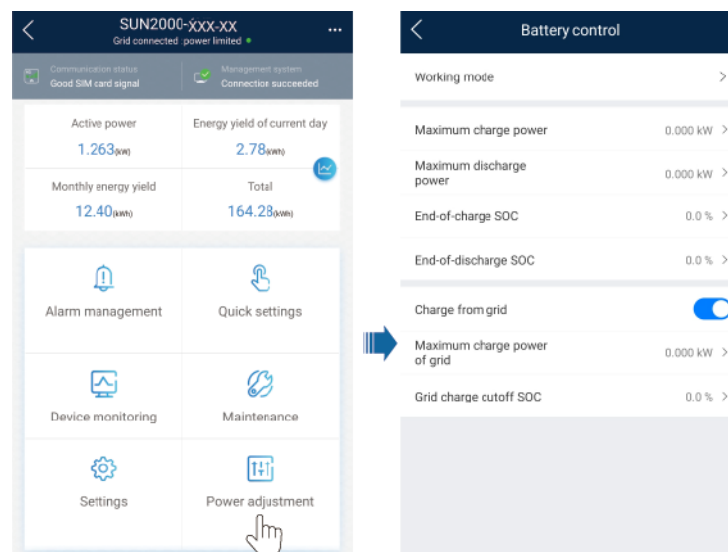 SUN2000-XXX-XX
Grid connected :power limited
Communication status
Good SIM card signal
Management system
Connection succeeded
Active power
1.263(kW)
Energy yield of current day
2.78(kWh)
Monthly energy yield
12.40(kWh)
Total
164.28(kWh)
Alarm management
Quick settings
Device monitoring
Maintenance
Settings
Power adjustment
Battery control
Working mode
Maximum charge power
0.000 kW
Maximum discharge
power
0.000 kW
End-of-charge SOC
0.0 %
End-of-discharge SOC
0.0 %
Charge from grid
Maximum charge power
of grid
0.000 kW
Grid charge cutoff SOC
0.0 %